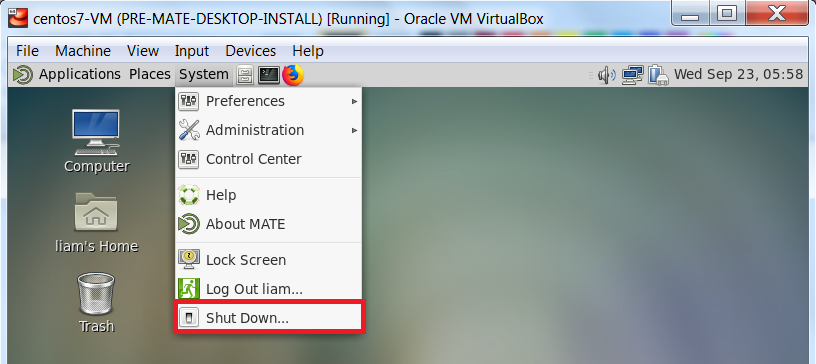 centos7-VM (PRE-MATE-DESKTOP-INSTALL) [Running] - Oracle VM VirtualBox
File Machine View Input Devices Help
Applications Places System Wed Sep 23, 05:58
Preferences
Administration
Control Center
Help
About MATE
Lock Screen
Log Out liam...
Shut Down...
Computer
liam's Home
Trash